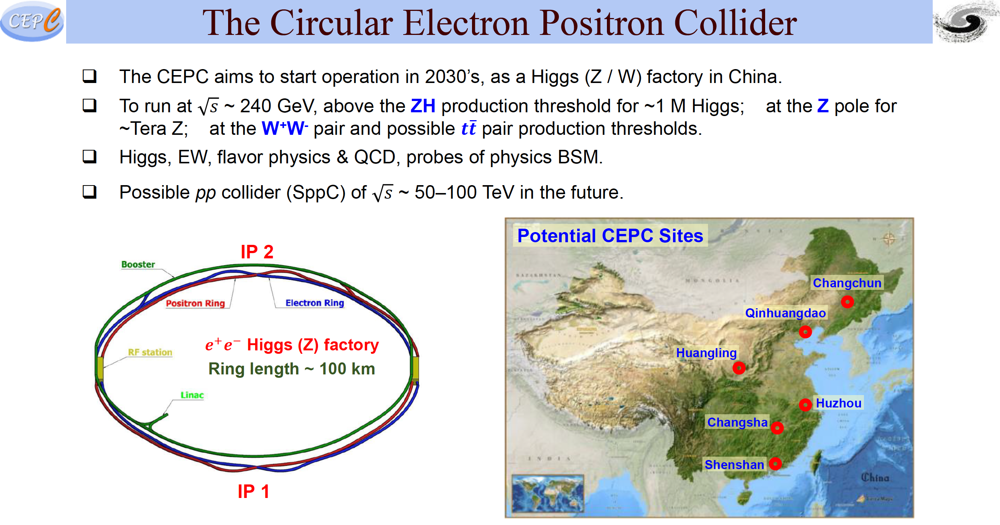 CEPC
The Circular Electron Positron Collider
❑ The CEPC aims to start operation in 2030’s, as a Higgs (Z / W) factory in China.
❑ To run at √s ~ 240 GeV, above the ZH production threshold for ~1 M Higgs; at the Z pole for
~Tera Z; at the W⁺W⁻ pair and possible tt̄ pair production thresholds.
❑ Higgs, EW, flavor physics & QCD, probes of physics BSM.
❑ Possible pp collider (SppC) of √s ~ 50–100 TeV in the future.
IP 2
Booster
Positron Ring
Electron Ring
e⁺e⁻ Higgs (Z) factory
RF station
Ring length ~ 100 km
Linac
IP 1
Potential CEPC Sites
RUSSIA
KAZAKHSTAN
MONGOLIA
Changchun
Qinhuangdao
Huangling
Huzhou
Changsha
Shenshan
INDIA
China